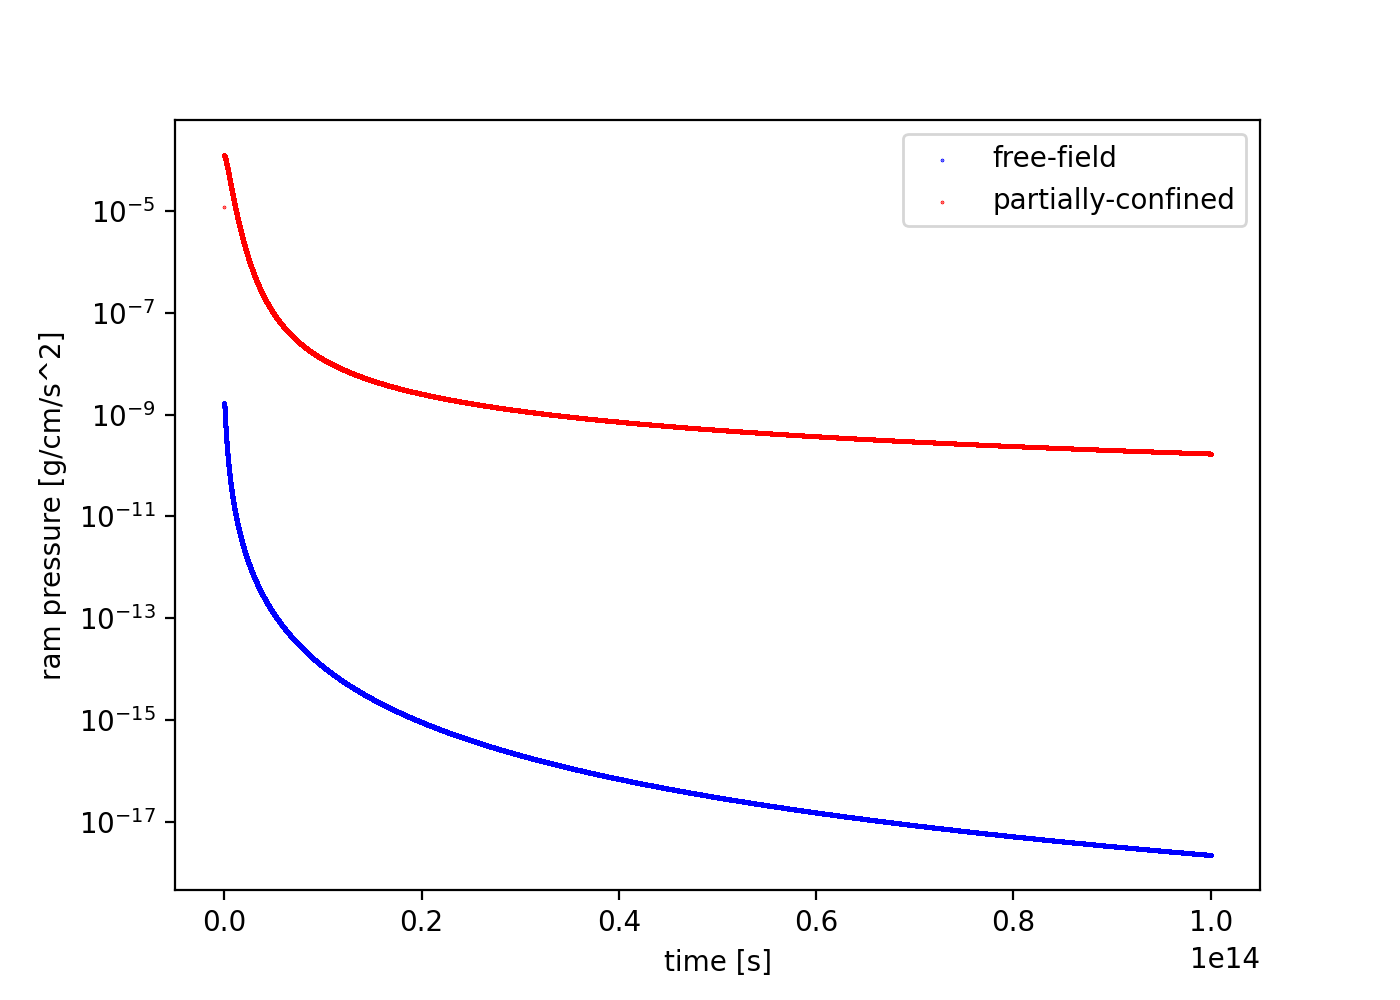 free-field
partially-confined
10⁻⁵
10⁻⁷
10⁻⁹
10⁻¹¹
10⁻¹³
10⁻¹⁵
10⁻¹⁷
ram pressure [g/cm/s^2]
0.0 0.2 0.4 0.6 0.8 1.0
1e14
time [s]